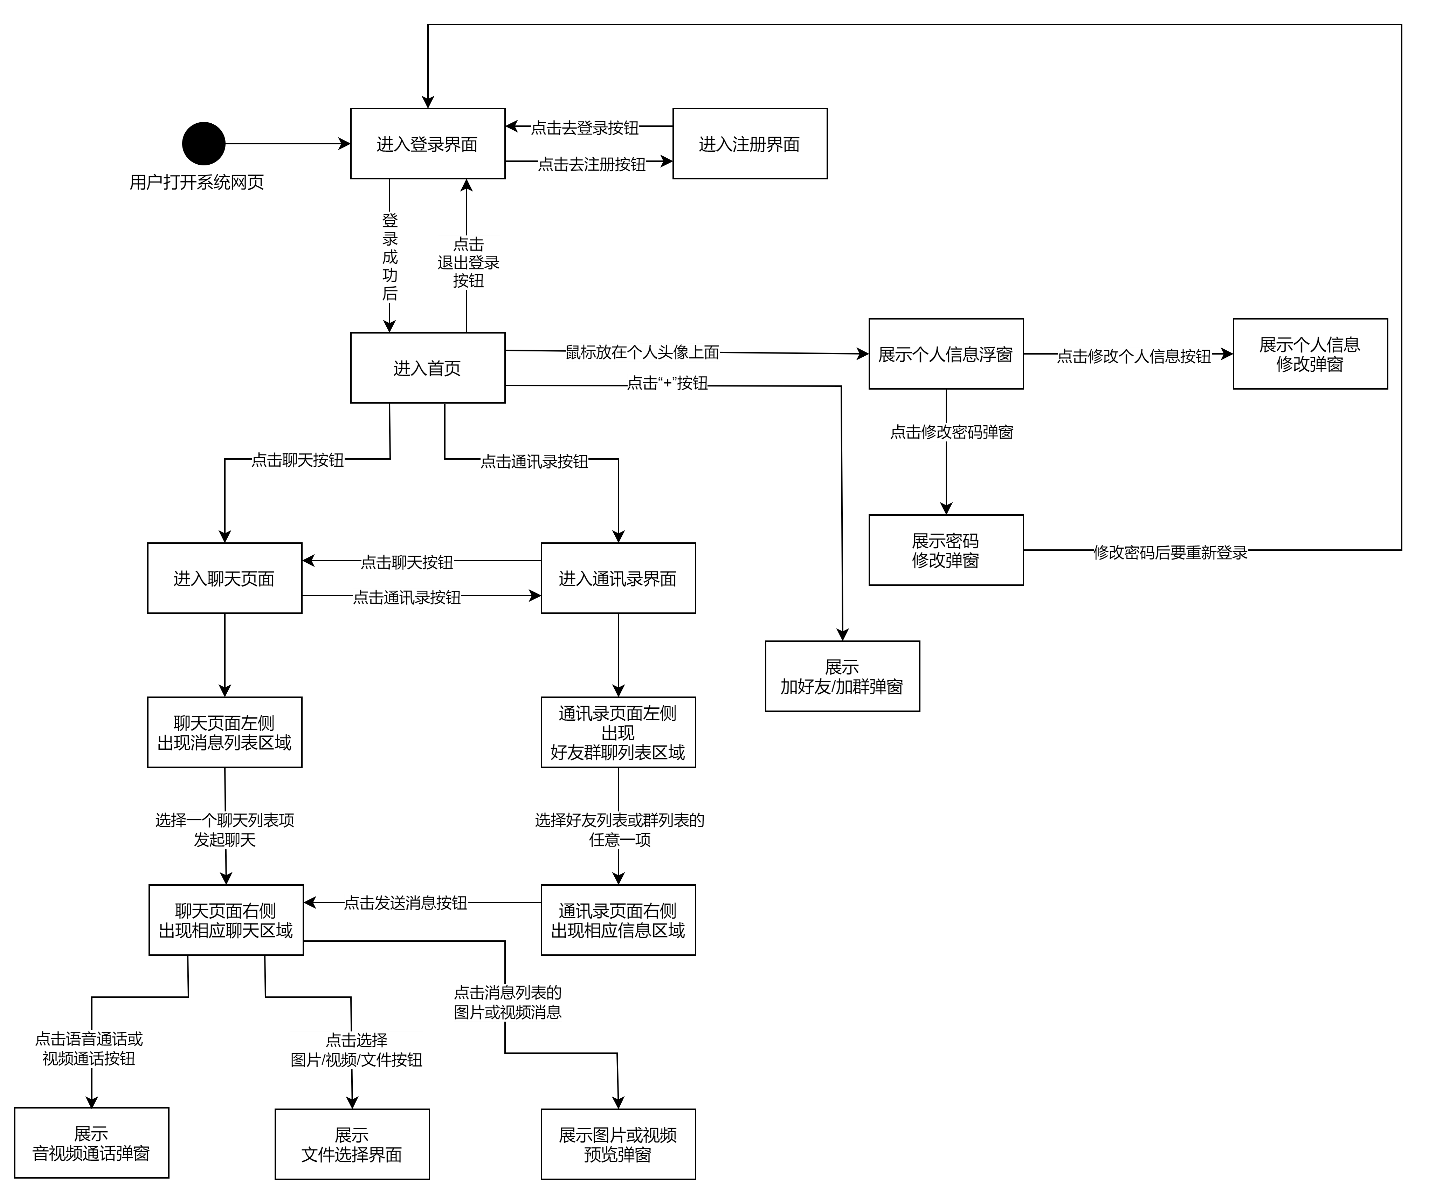 点击去登录按钮
进入登录界面
进入注册界面
点击去注册按钮
用户打开系统网页
登
录
成
功
后
点击
退出登录
按钮
进入首页
鼠标放在个人头像上面
展示个人信息浮窗
点击修改个人信息按钮
展示个人信息
修改弹窗
点击“+”按钮
点击修改密码弹窗
点击聊天按钮
点击通讯录按钮
展示密码
修改弹窗
修改密码后要重新登录
进入聊天页面
点击聊天按钮
点击通讯录按钮
进入通讯录界面
展示
加好友/加群弹窗
聊天页面左侧
出现消息列表区域
通讯录页面左侧
出现
好友群聊列表区域
选择一个聊天列表项
发起聊天
选择好友列表或群列表的
任意一项
聊天页面右侧
出现相应聊天区域
点击发送消息按钮
通讯录页面右侧
出现相应信息区域
点击消息列表的
图片或视频消息
点击语音通话或
视频通话按钮
点击选择
图片/视频/文件按钮
展示
音视频通话弹窗
展示
文件选择界面
展示图片或视频
预览弹窗